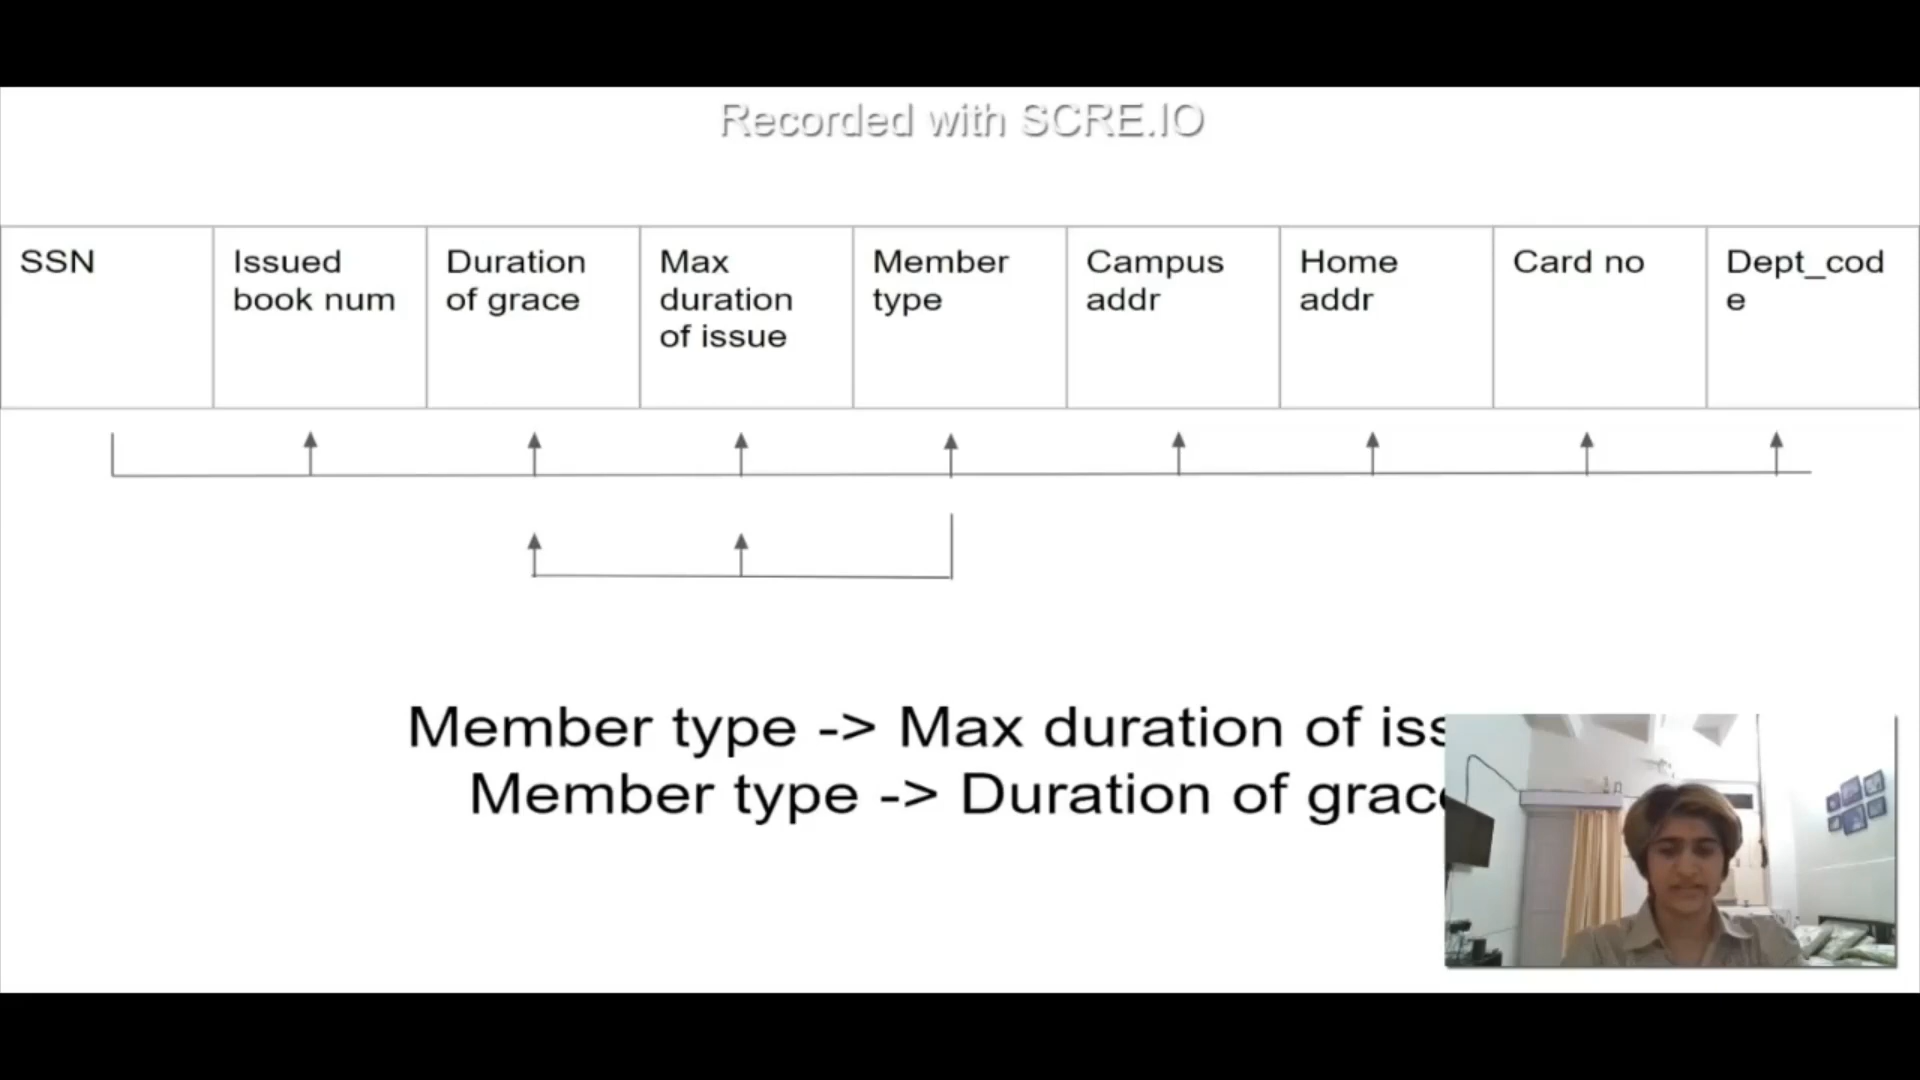 Recorded with SCRE.IO
SSN
Issued
book num
Duration
of grace
Max
duration
of issue
Member
type
Campus
addr
Home
addr
Card no
Dept_cod
e
Member type -> Max duration of iss
Member type -> Duration of grac